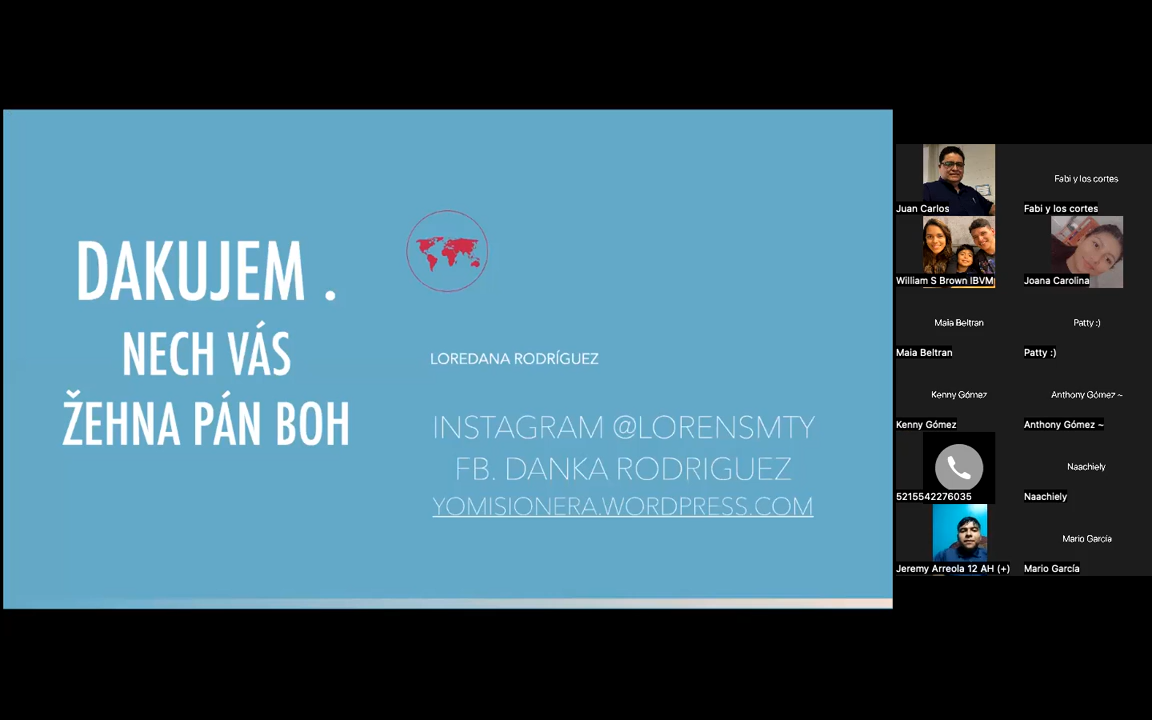 DAKUJEM .
NECH VÁS
ŽEHNA PÁN BOH
LOREDANA RODRÍGUEZ
INSTAGRAM @LORENSMTY
FB. DANKA RODRIGUEZ
YOMISIONERA.WORDPRESS.COM
Juan Carlos
Fabi y los cortes
Fabi y los cortes
William S Brown IBVM
Joana Carolina
Maia Beltran
Maia Beltran
Patty :)
Patty :)
Kenny Gómez
Kenny Gómez
Anthony Gómez ~
Anthony Gómez ~
5215542276035
Naachiely
Naachiely
Jeremy Arreola 12 AH (+)
Mario García
Mario García